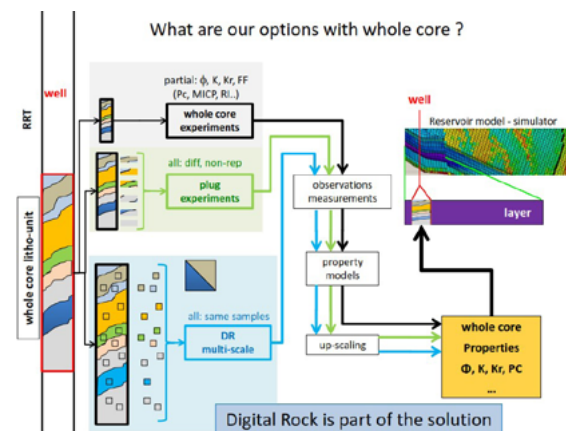 What are our options with whole core ?
RRT
well
whole core litho-unit
partial: ϕ, K, Kr, FF
(Pc, MICP, RI..)
whole core
experiments
all: diff, non-rep
plug
experiments
all: same samples
DR
multi-scale
observations
measurements
property
models
up-scaling
well
Reservoir model - simulator
layer
whole core
Properties
Φ, K, Kr, PC
...
Digital Rock is part of the solution